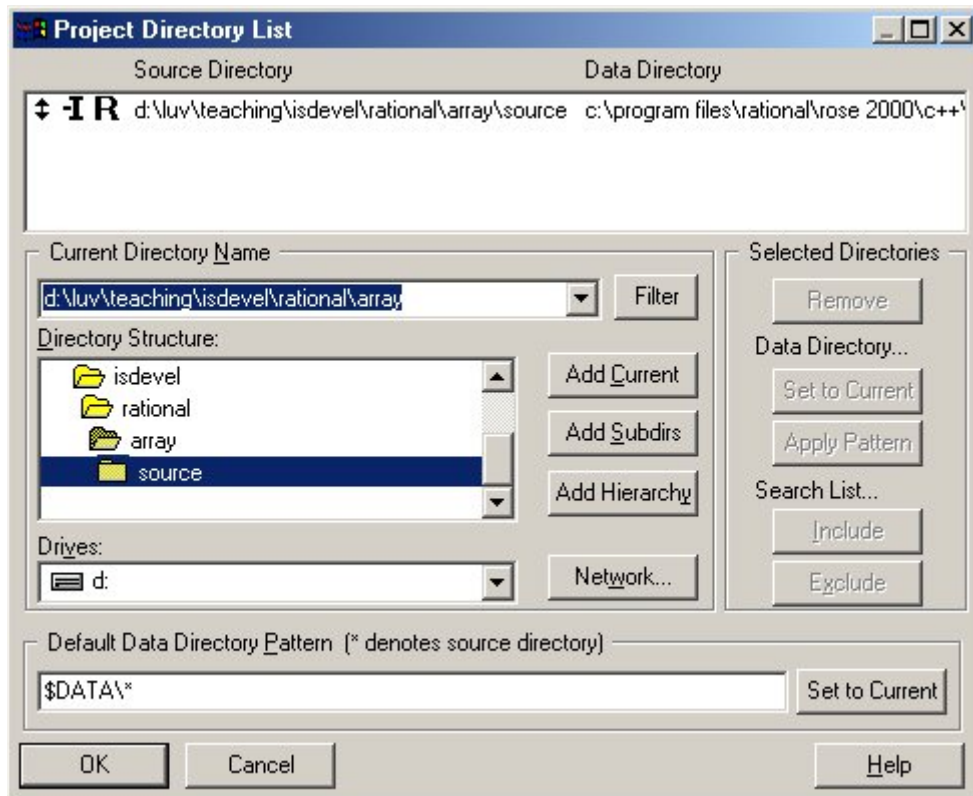 Project Directory List
Source Directory Data Directory
-I R d:\luv\teaching\isdevel\rational\array\source c:\program files\rational\rose 2000\c++\
Current Directory Name
Selected Directories
d:\luv\teaching\isdevel\rational\array Filter
Remove
Directory Structure:
Data Directory...
isdevel
Add Current
Set to Current
rational
array
Add Subdirs
Apply Pattern
source
Add Hierarchy
Search List...
Include
Drives:
d:
Network...
Exclude
Default Data Directory Pattern (* denotes source directory)
$DATA\*
Set to Current
OK Cancel Help